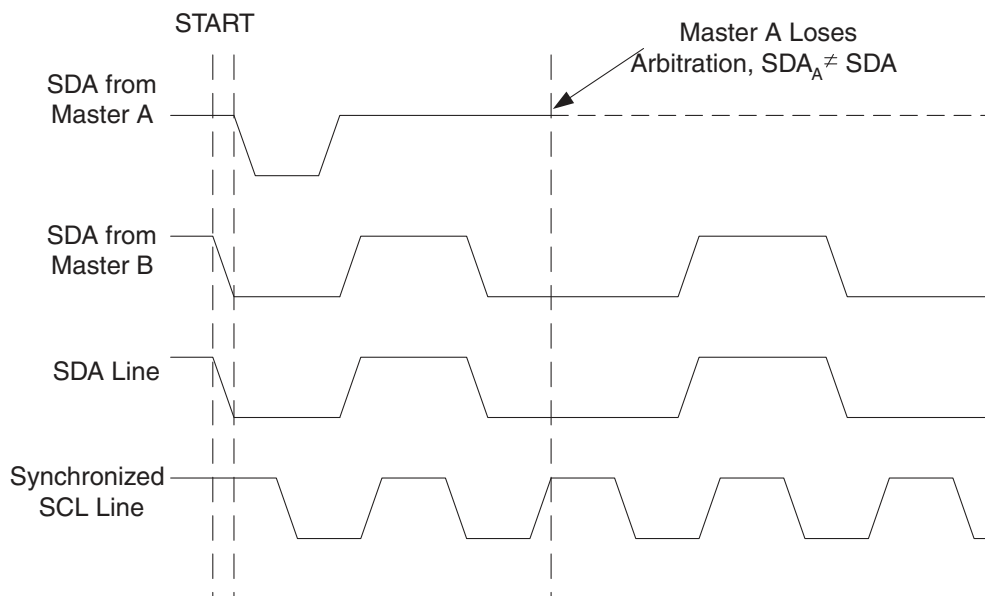 START
Master A Loses
Arbitration, SDA_A ≠ SDA
SDA from
Master A
SDA from
Master B
SDA Line
Synchronized
SCL Line